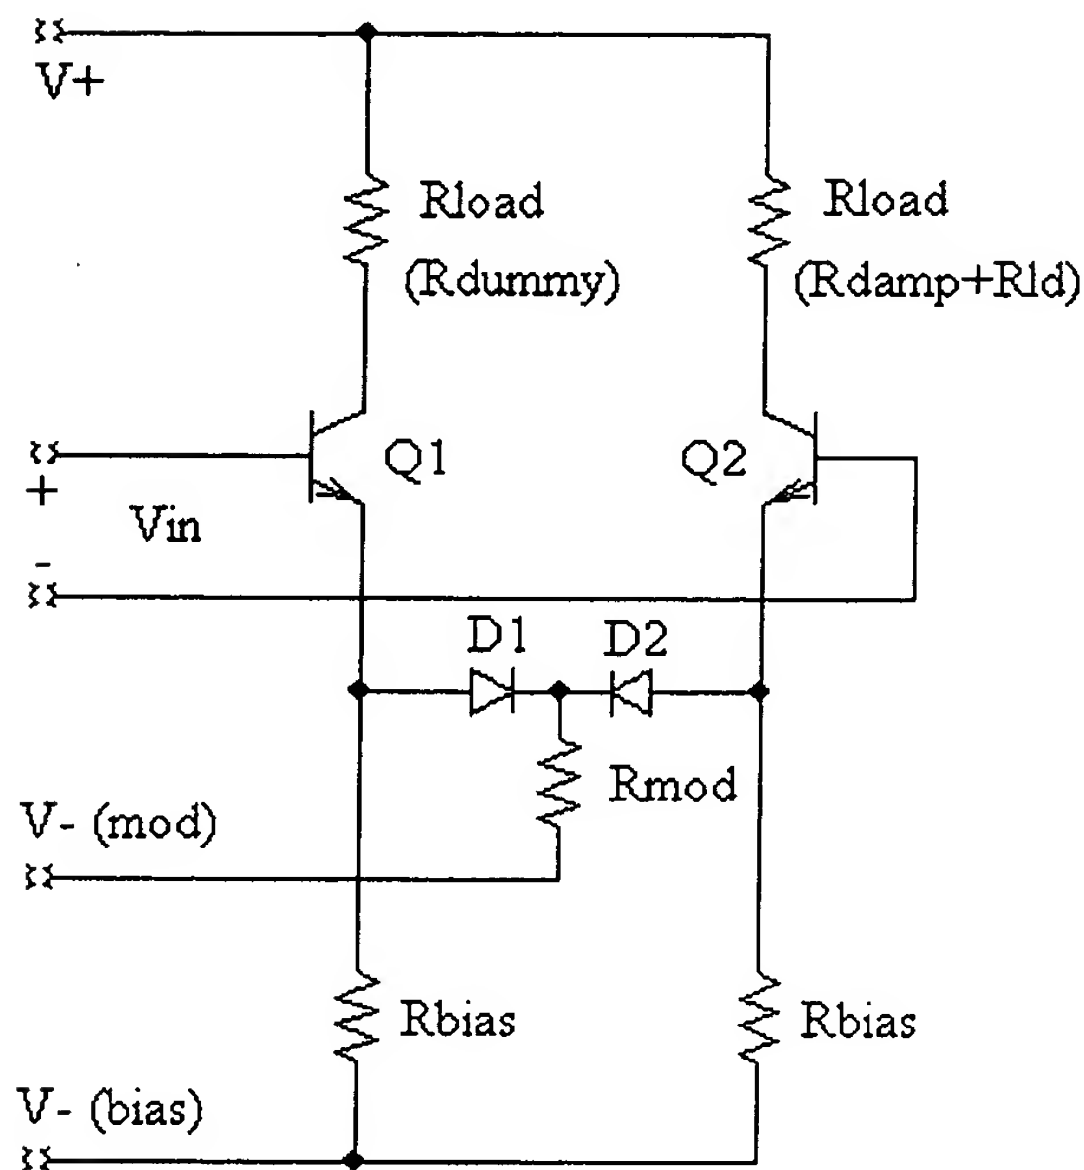 V+
Rload
(Rdummy)
Rload
(Rdamp+Rld)
+
Q1
Q2
Vin
-
D1
D2
Rmod
V- (mod)
Rbias
Rbias
V- (bias)